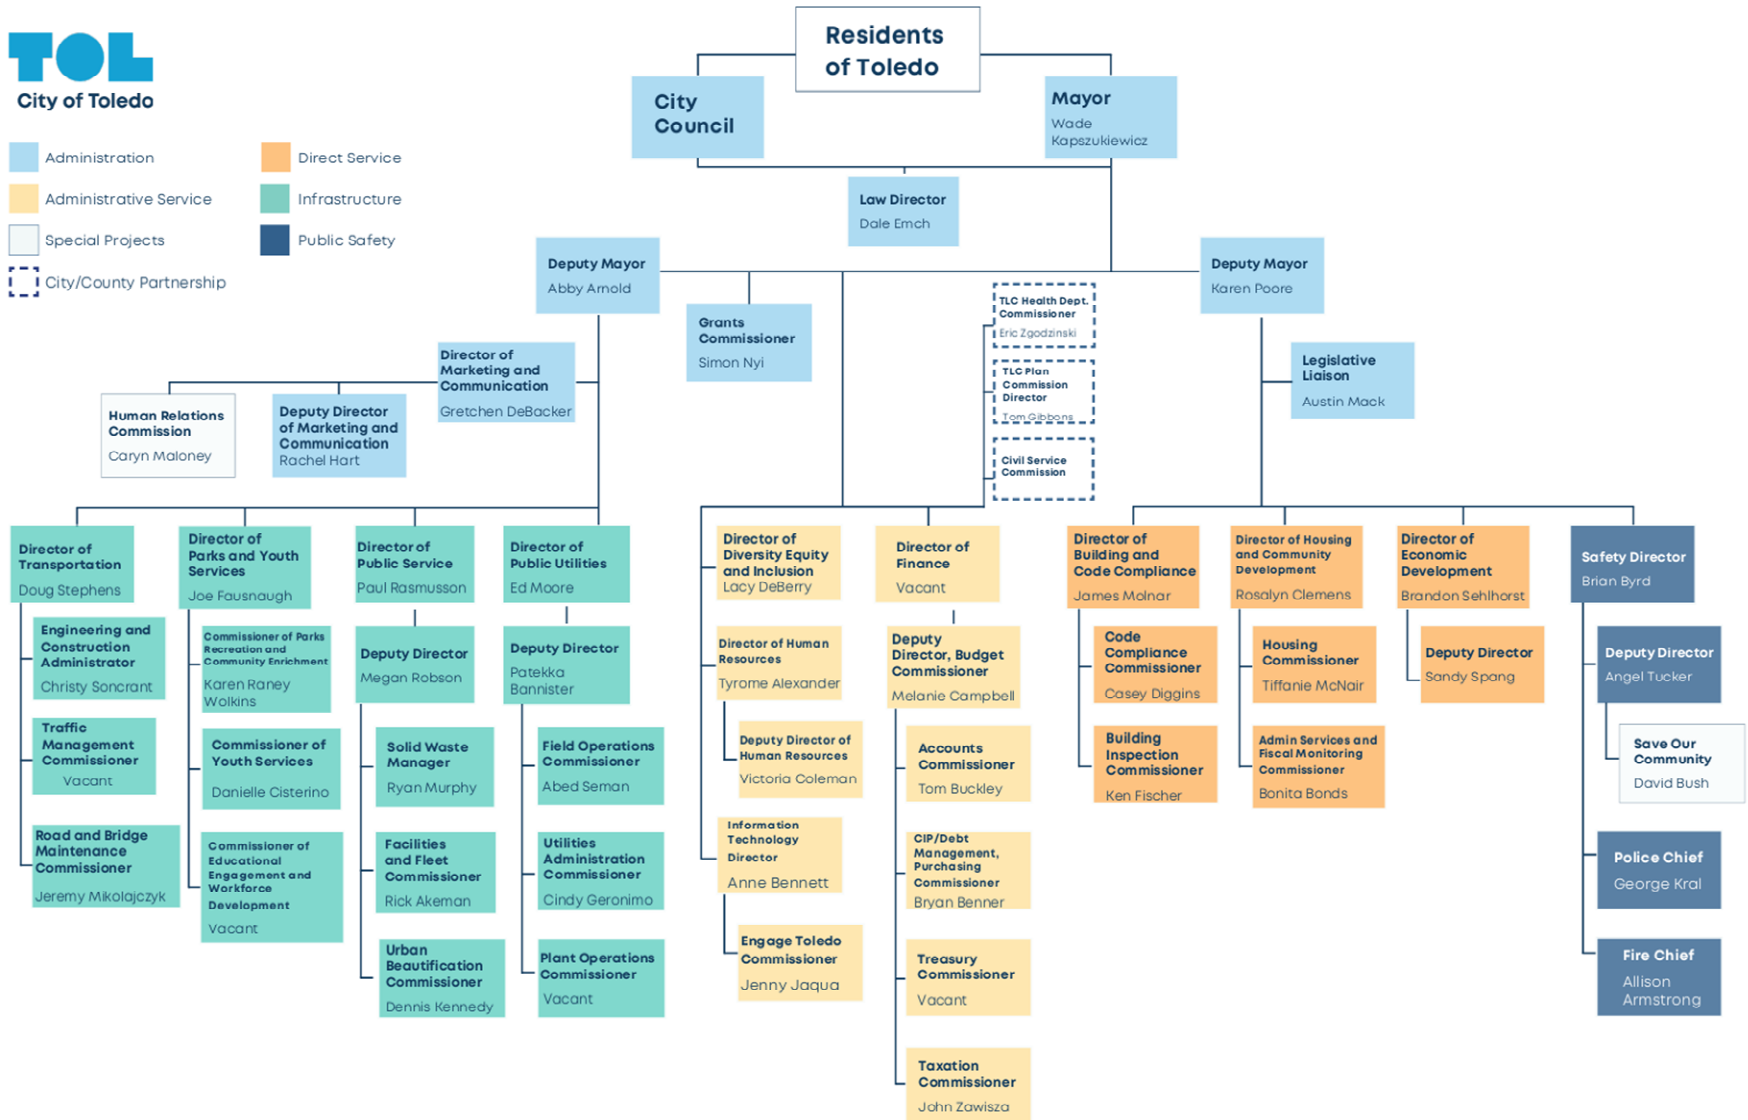 Residents
of Toledo
TOL
City of Toledo
Administration
Direct Service
Administrative Service
Infrastructure
Special Projects
Public Safety
City/County Partnership
City
Council
Mayor
Wade
Kapszukiewicz
Law Director
Dale Emch
Deputy Mayor
Abby Arnold
Grants
Commissioner
Simon Nyi
TLC Health Dept.
Commissioner
Eric Zgodzinski
TLC Plan
Commission
Director
Tom Gibbons
Civil Service
Commission
Deputy Mayor
Karen Poore
Legislative
Liaison
Austin Mack
Director of
Marketing and
Communication
Gretchen DeBacker
Human Relations
Commission
Caryn Maloney
Deputy Director
of Marketing and
Communication
Rachel Hart
Director of
Transportation
Doug Stephens
Engineering and
Construction
Administrator
Christy Soncrant
Traffic
Management
Commissioner
Vacant
Road and Bridge
Maintenance
Commissioner
Jeremy Mikolajczyk
Director of
Parks and Youth
Services
Joe Fausnaugh
Commissioner of Parks
Recreation and
Community Enrichment
Karen Raney
Wolkins
Commissioner of
Youth Services
Danielle Cisterino
Commissioner of
Educational
Engagement and
Workforce
Development
Vacant
Director of
Public Service
Paul Rasmusson
Deputy Director
Megan Robson
Solid Waste
Manager
Ryan Murphy
Facilities
and Fleet
Commissioner
Rick Akeman
Urban
Beautification
Commissioner
Dennis Kennedy
Director of
Public Utilities
Ed Moore
Deputy Director
Patekka
Bannister
Field Operations
Commissioner
Abed Seman
Utilities
Administration
Commissioner
Cindy Geronimo
Plant Operations
Commissioner
Vacant
Director of
Diversity Equity
and Inclusion
Lacy DeBerry
Director of Human
Resources
Tyrome Alexander
Deputy Director of
Human Resources
Victoria Coleman
Information
Technology
Director
Anne Bennett
Engage Toledo
Commissioner
Jenny Jaqua
Director of
Finance
Vacant
Deputy
Director, Budget
Commissioner
Melanie Campbell
Accounts
Commissioner
Tom Buckley
CIP/Debt
Management,
Purchasing
Commissioner
Bryan Benner
Treasury
Commissioner
Vacant
Taxation
Commissioner
John Zawisza
Director of
Building and
Code Compliance
James Molnar
Code
Compliance
Commissioner
Casey Diggins
Building
Inspection
Commissioner
Ken Fischer
Director of Housing
and Community
Development
Rosalyn Clemens
Housing
Commissioner
Tiffanie McNair
Admin Services and
Fiscal Monitoring
Commissioner
Bonita Bonds
Director of
Economic
Development
Brandon Sehlhorst
Deputy Director
Sandy Spang
Safety Director
Brian Byrd
Deputy Director
Angel Tucker
Save Our
Community
David Bush
Police Chief
George Kral
Fire Chief
Allison
Armstrong